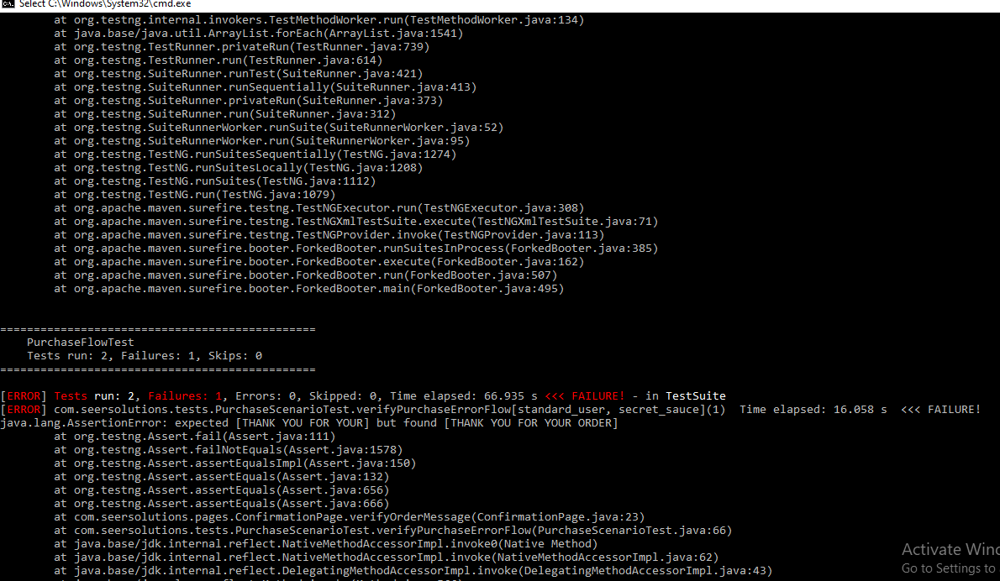 Select C:\Windows\System32\cmd.exe
at org.testng.internal.invokers.TestMethodWorker.run(TestMethodWorker.java:134)
at java.base/java.util.ArrayList.forEach(ArrayList.java:1541)
at org.testng.TestRunner.privateRun(TestRunner.java:739)
at org.testng.TestRunner.run(TestRunner.java:614)
at org.testng.SuiteRunner.runTest(SuiteRunner.java:421)
at org.testng.SuiteRunner.runSequentially(SuiteRunner.java:413)
at org.testng.SuiteRunner.privateRun(SuiteRunner.java:373)
at org.testng.SuiteRunner.run(SuiteRunner.java:312)
at org.testng.SuiteRunnerWorker.runSuite(SuiteRunnerWorker.java:52)
at org.testng.SuiteRunnerWorker.run(SuiteRunnerWorker.java:95)
at org.testng.TestNG.runSuitesSequentially(TestNG.java:1274)
at org.testng.TestNG.runSuitesLocally(TestNG.java:1208)
at org.testng.TestNG.runSuites(TestNG.java:1112)
at org.testng.TestNG.run(TestNG.java:1079)
at org.apache.maven.surefire.testng.TestNGExecutor.run(TestNGExecutor.java:308)
at org.apache.maven.surefire.testng.TestNGXmlTestSuite.execute(TestNGXmlTestSuite.java:71)
at org.apache.maven.surefire.testng.TestNGProvider.invoke(TestNGProvider.java:113)
at org.apache.maven.surefire.booter.ForkedBooter.runSuitesInProcess(ForkedBooter.java:385)
at org.apache.maven.surefire.booter.ForkedBooter.execute(ForkedBooter.java:162)
at org.apache.maven.surefire.booter.ForkedBooter.run(ForkedBooter.java:507)
at org.apache.maven.surefire.booter.ForkedBooter.main(ForkedBooter.java:495)
===============================================
PurchaseFlowTest
Tests run: 2, Failures: 1, Skips: 0
===============================================
[ERROR] Tests run: 2, Failures: 1, Errors: 0, Skipped: 0, Time elapsed: 66.935 s <<< FAILURE! - in TestSuite
[ERROR] com.seersolutions.tests.PurchaseScenarioTest.verifyPurchaseErrorFlow[standard_user, secret_sauce](1)  Time elapsed: 16.058 s  <<< FAILURE!
java.lang.AssertionError: expected [THANK YOU FOR YOUR] but found [THANK YOU FOR YOUR ORDER]
at org.testng.Assert.fail(Assert.java:111)
at org.testng.Assert.failNotEquals(Assert.java:1578)
at org.testng.Assert.assertEqualsImpl(Assert.java:150)
at org.testng.Assert.assertEquals(Assert.java:132)
at org.testng.Assert.assertEquals(Assert.java:656)
at org.testng.Assert.assertEquals(Assert.java:666)
at com.seersolutions.pages.ConfirmationPage.verifyOrderMessage(ConfirmationPage.java:23)
at com.seersolutions.tests.PurchaseScenarioTest.verifyPurchaseErrorFlow(PurchaseScenarioTest.java:66)
at java.base/jdk.internal.reflect.NativeMethodAccessorImpl.invoke0(Native Method)
at java.base/jdk.internal.reflect.NativeMethodAccessorImpl.invoke(NativeMethodAccessorImpl.java:62)
at java.base/jdk.internal.reflect.DelegatingMethodAccessorImpl.invoke(DelegatingMethodAccessorImpl.java:43)
Activate Winc
Go to Settings to